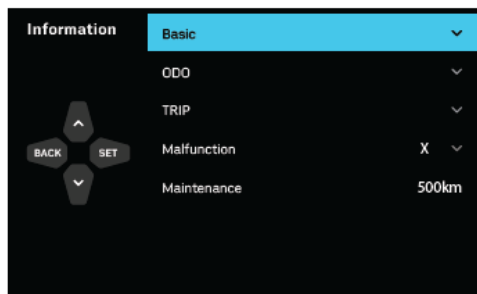 Information
Basic
ODO
TRIP
BACK SET
Malfunction X
Maintenance 500km